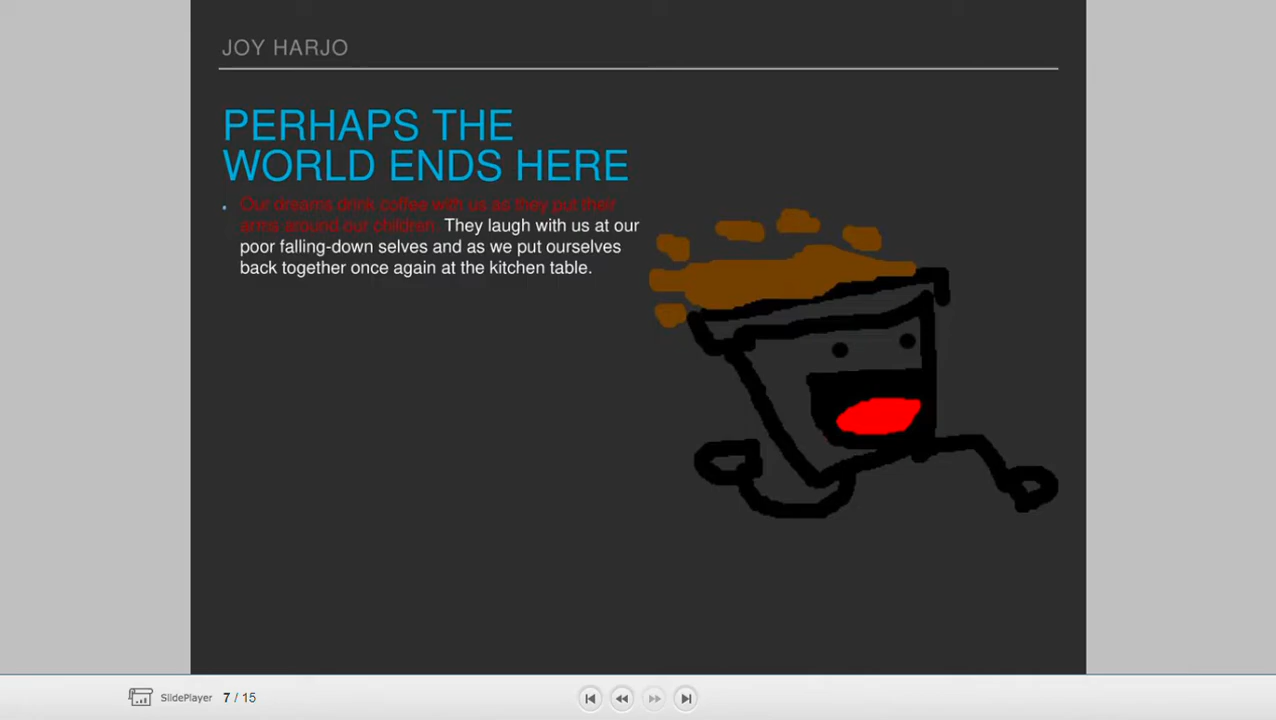 JOY HARJO
PERHAPS THE
WORLD ENDS HERE
• Our dreams drink coffee with us as they put their
arms around our children. They laugh with us at our
poor falling-down selves and as we put ourselves
back together once again at the kitchen table.
SlidePlayer 7 / 15